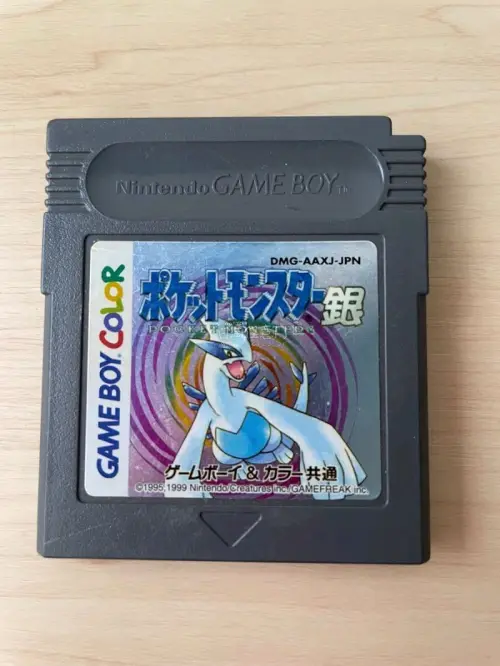 Nintendo GAME BOY TM
DMG-AAXJ-JPN
ポケットモンスター銀
POCKET MONSTERS
GAME BOY COLOR
ゲームボーイ&カラー共通
©1995,1999 Nintendo/Creatures inc./GAMEFREAK inc.